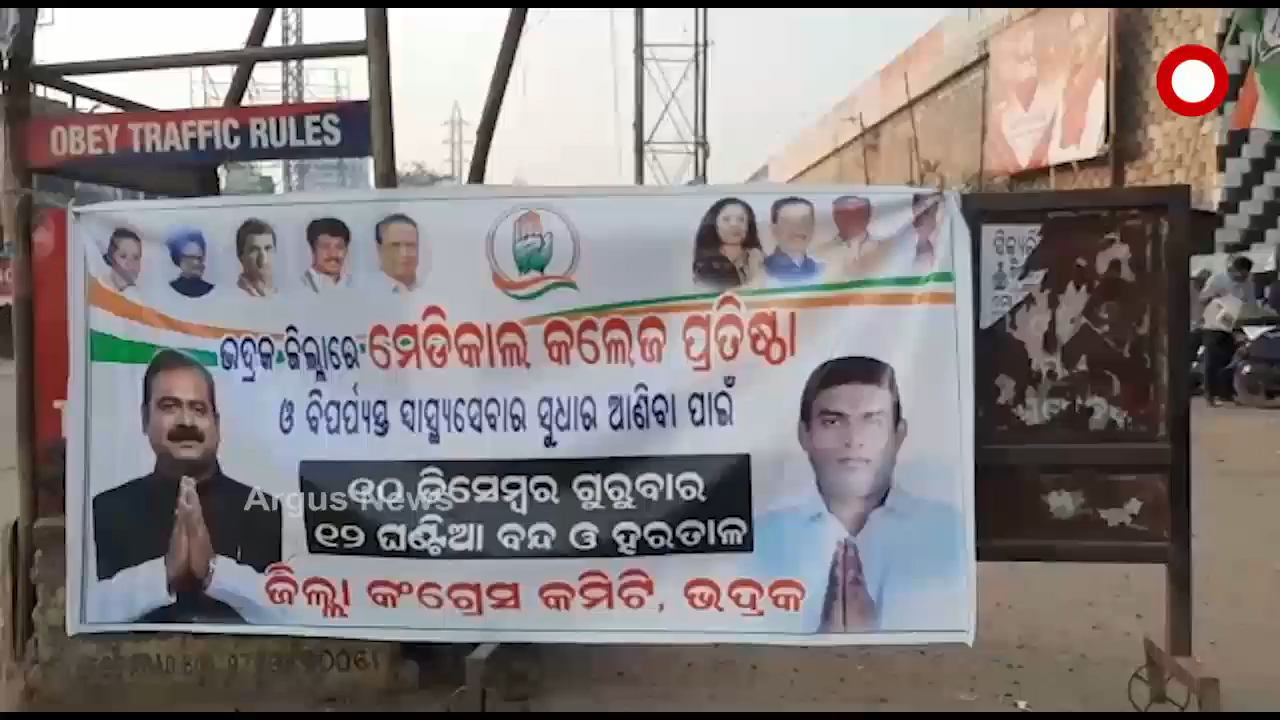 OBEY TRAFFIC RULES
ଭଦ୍ରକ ଜିଲ୍ଲାରେ ମେଡିକାଲ କଲେଜ ପ୍ରତିଷ୍ଠା
ଓ ବିପର୍ଯ୍ୟସ୍ତ ସ୍ୱାସ୍ଥ୍ୟସେବାର ସୁଧାର ଆଣିବା ପାଇଁ
୧୦ ଡିସେମ୍ବର ଗୁରୁବାର
Argus News
୧୨ ଘଣ୍ଟିଆ ବନ୍ଦ ଓ ହରତାଳ
ଜିଲ୍ଲା କଂଗ୍ରେସ କମିଟି, ଭଦ୍ରକ